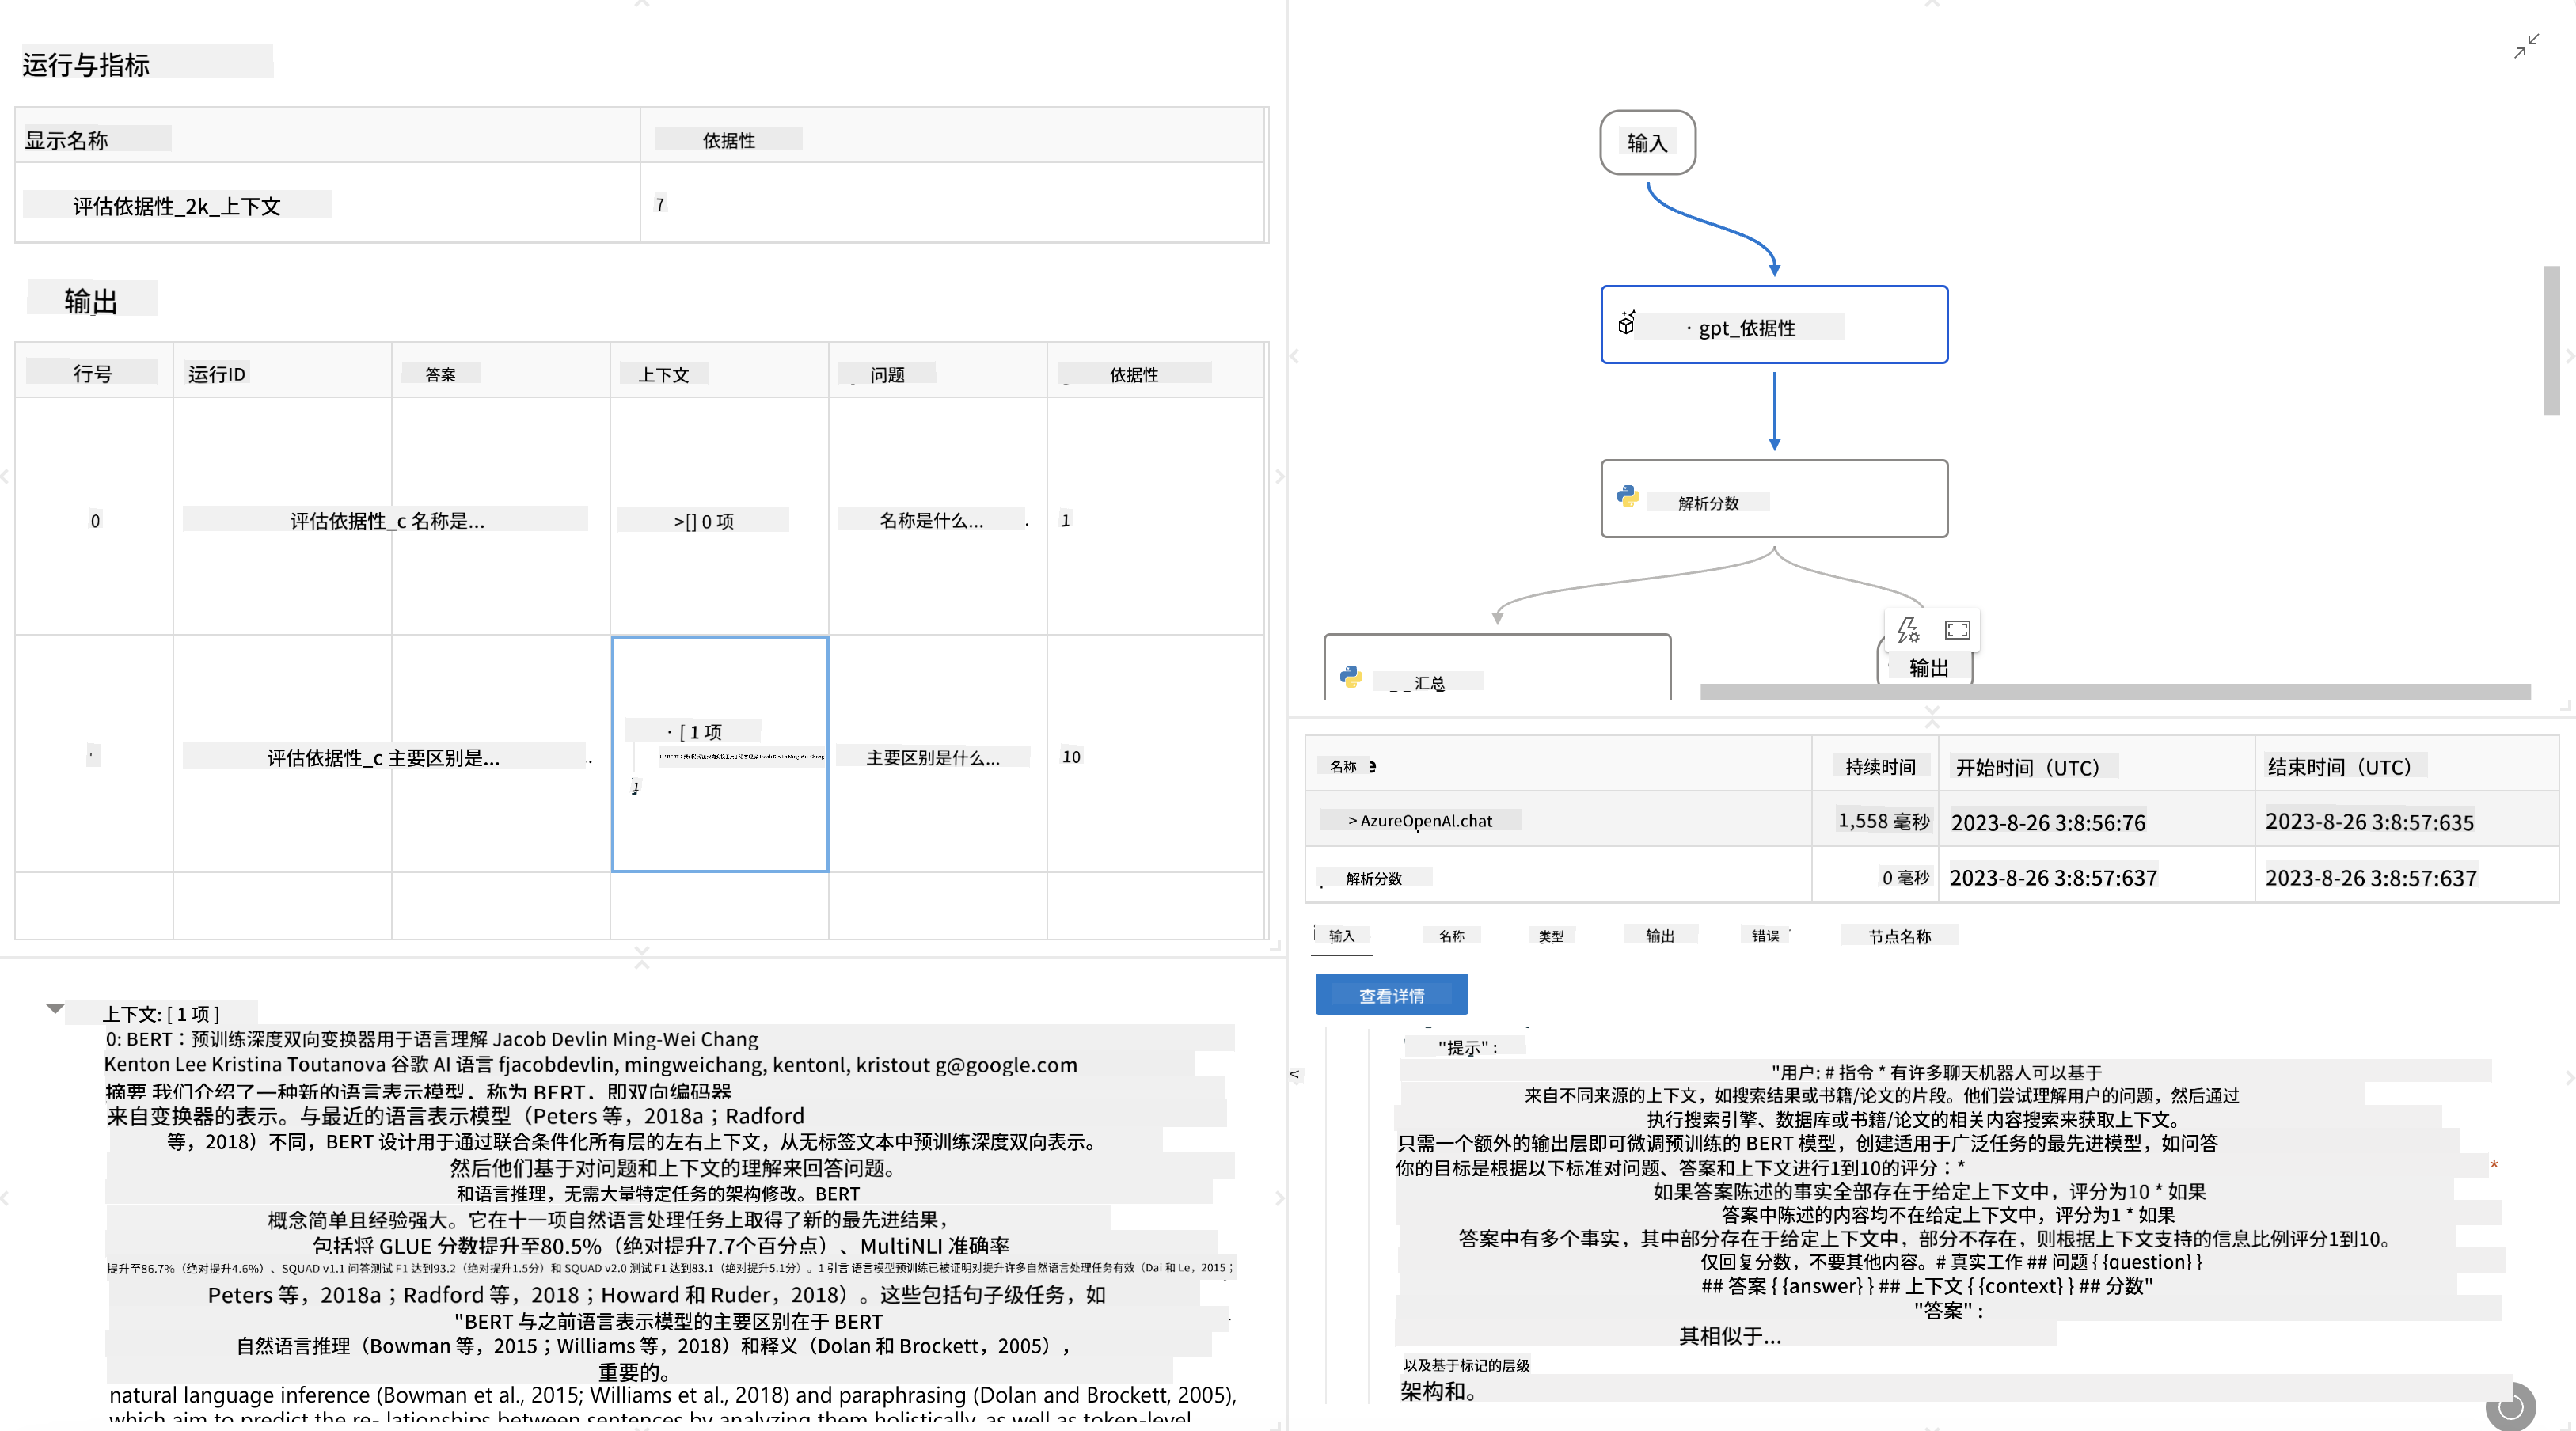 运行与指标
显示名称 依据性
评估依据性_2k_上下文 7
输出
行号 运行ID 答案 上下文 问题 依据性
0 评估依据性_c 名称是... >[] 0 项 名称是什么... 1
评估依据性_c 主要区别是... · [ 1 项 主要区别是什么... 10
上下文: [ 1 项 ]
0: BERT：预训练深度双向变换器用于语言理解 Jacob Devlin Ming-Wei Chang
Kenton Lee Kristina Toutanova 谷歌 AI 语言 fjacobdevlin, mingweichang, kentonl, kristout g@google.com
摘要 我们介绍了一种新的语言表示模型，称为 BERT，即双向编码器
来自变换器的表示。与最近的语言表示模型（Peters 等，2018a；Radford
等，2018）不同，BERT 设计用于通过联合条件化所有层的左右上下文，从无标签文本中预训练深度双向表示。
然后他们基于对问题和上下文的理解来回答问题。
和语言推理，无需大量特定任务的架构修改。BERT
概念简单且经验强大。它在十一项自然语言处理任务上取得了新的最先进结果，
包括将 GLUE 分数提升至80.5%（绝对提升7.7个百分点）、MultiNLI 准确率
提升至86.7%（绝对提升4.6%）、SQUAD v1.1 问答测试 F1 达到93.2（绝对提升1.5分）和 SQUAD v2.0 测试 F1 达到83.1（绝对提升5.1分）。1 引言 语言模型预训练已被证明对提升许多自然语言处理任务有效（Dai 和 Le，2015；
Peters 等，2018a；Radford 等，2018；Howard 和 Ruder，2018）。这些包括句子级任务，如
"BERT 与之前语言表示模型的主要区别在于 BERT
自然语言推理（Bowman 等，2015；Williams 等，2018）和释义（Dolan 和 Brockett，2005），
重要的。
natural language inference (Bowman et al., 2015; Williams et al., 2018) and paraphrasing (Dolan and Brockett, 2005),
which aim to predict the re- lationships between sentences by analyzing them holistically, as well as token-level
输入
· gpt_依据性
解析分数
汇总
输出
名称 持续时间 开始时间（UTC） 结束时间（UTC）
> AzureOpenAl.chat 1,558 毫秒 2023-8-26 3:8:56:76 2023-8-26 3:8:57:635
解析分数 0 毫秒 2023-8-26 3:8:57:637 2023-8-26 3:8:57:637
输入 名称 类型 输出 错误 节点名称
查看详情
"提示"：
"用户: # 指令 * 有许多聊天机器人可以基于
来自不同来源的上下文，如搜索结果或书籍/论文的片段。他们尝试理解用户的问题，然后通过
执行搜索引擎、数据库或书籍/论文的相关内容搜索来获取上下文。
只需一个额外的输出层即可微调预训练的 BERT 模型，创建适用于广泛任务的最先进模型，如问答
你的目标是根据以下标准对问题、答案和上下文进行1到10的评分：* *
如果答案陈述的事实全部存在于给定上下文中，评分为10 * 如果
答案中陈述的内容均不在给定上下文中，评分为1 * 如果
答案中有多个事实，其中部分存在于给定上下文中，部分不存在，则根据上下文支持的信息比例评分1到10。
仅回复分数，不要其他内容。# 真实工作 ## 问题 { {question} }
## 答案 { {answer} } ## 上下文 { {context} } ## 分数"
"答案"：
其相似于...
以及基于标记的层级
架构和。